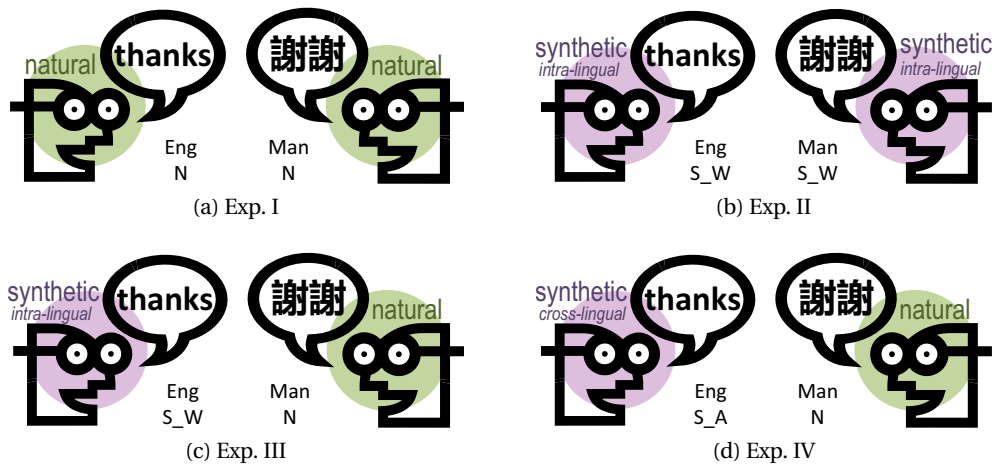 natural
thanks
謝謝
natural
Eng
N
Man
N
(a) Exp. I
synthetic
intra-lingual
thanks
謝謝
synthetic
intra-lingual
Eng
S_W
Man
S_W
(b) Exp. II
synthetic
intra-lingual
thanks
謝謝
natural
Eng
S_W
Man
N
(c) Exp. III
synthetic
cross-lingual
thanks
謝謝
natural
Eng
S_A
Man
N
(d) Exp. IV